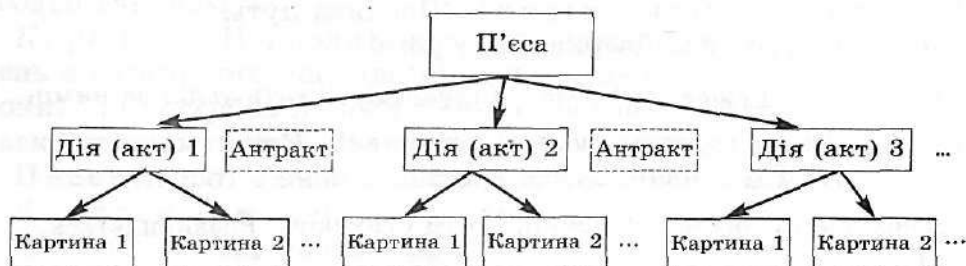 П'єса
Дія (акт) 1 Антракт Дія (акт) 2 Антракт Дія (акт) 3 ...
Картина 1 Картина 2 ... Картина 1 Картина 2 ... Картина 1 Картина 2 ...